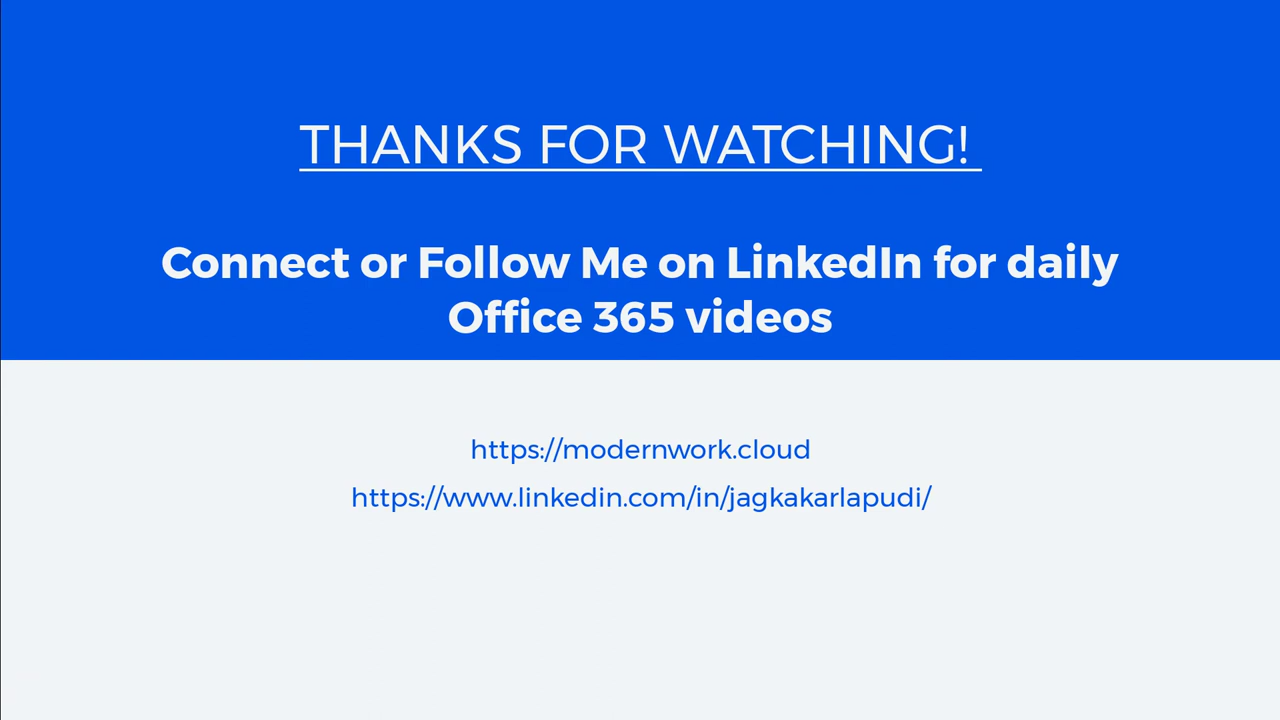 THANKS FOR WATCHING!
Connect or Follow Me on LinkedIn for daily
Office 365 videos
https://modernwork.cloud
https://www.linkedin.com/in/jagkakarlapudi/